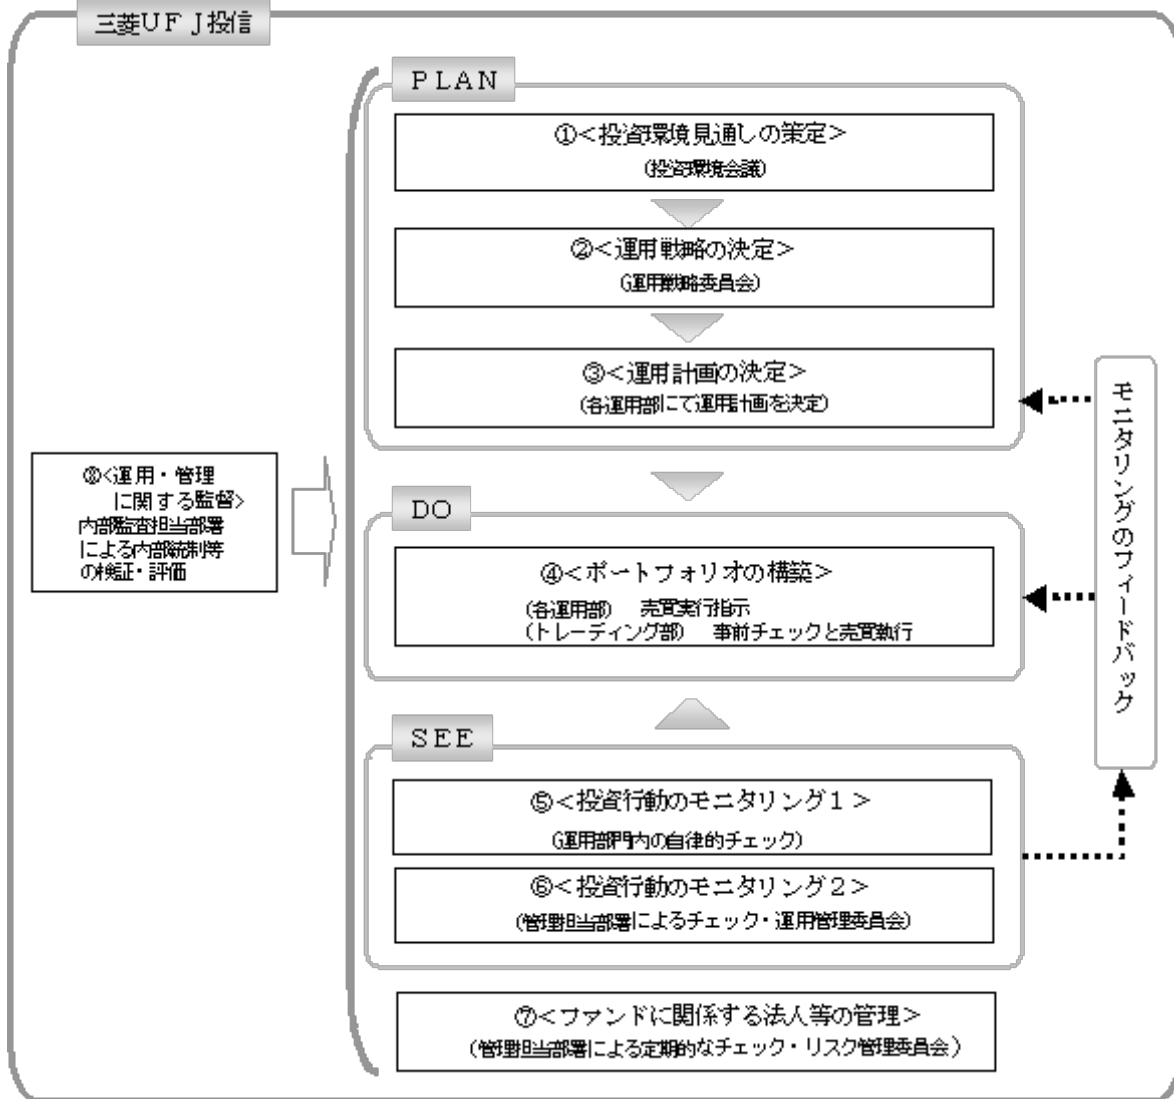 三菱UFJ投信
PLAN
①<投資環境見通しの策定>
(投資環境会議)
②<運用戦略の決定>
(運用戦略委員会)
③<運用計画の決定>
(各運用部にて運用計画を決定)
⑧<運用・管理
に関する監督>
内部監査担当部署
による内部統制等
の検証・評価
DO
④<ポートフォリオの構築>
(各運用部) 売買実行指示
(トレーディング部) 事前チェックと売買執行
SEE
⑤<投資行動のモニタリング1>
(運用部門内の自律的チェック)
⑥<投資行動のモニタリング2>
(管理担当部署によるチェック・運用管理委員会)
⑦<ファンドに関係する法人等の管理>
(管理担当部署による定期的なチェック・リスク管理委員会)
モニタリングのフィードバック